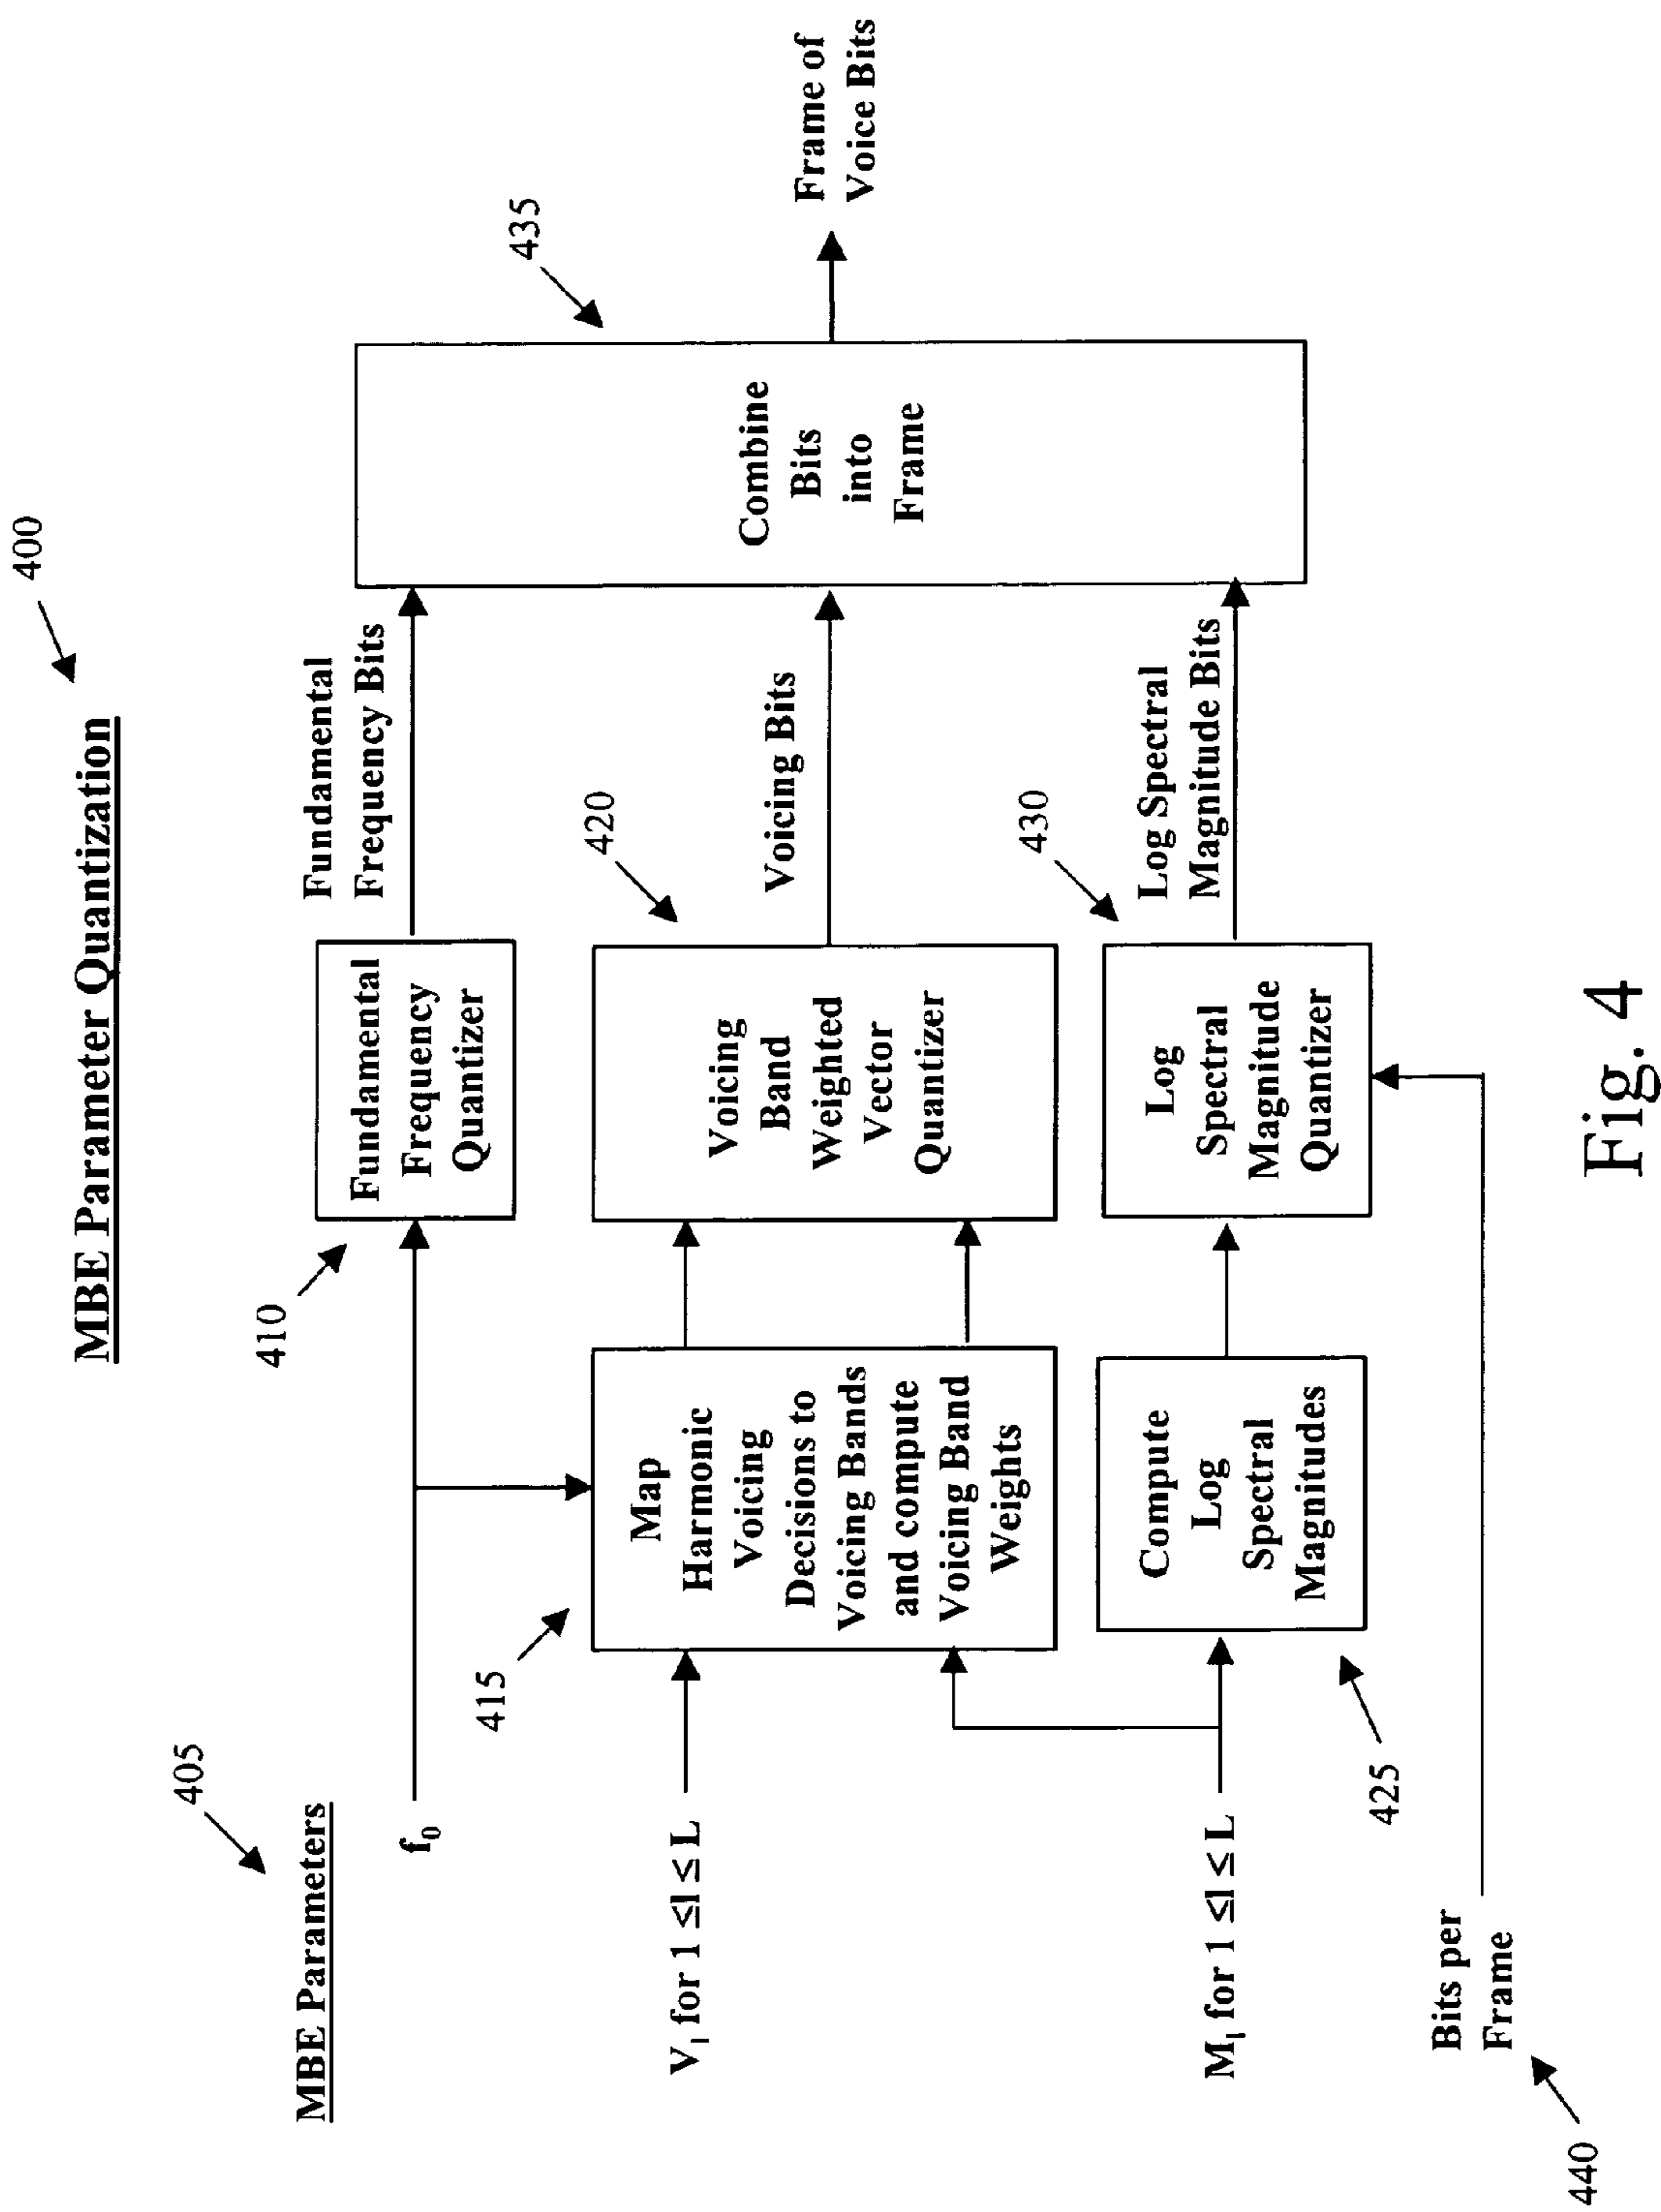 MBE Parameter Quantization
400
405
MBE Parameters
f₀
410
Fundamental
Frequency
Quantizer
Fundamental
Frequency Bits
435
V_l for 1 ≤l ≤ L
415
Map
Harmonic
Voicing
Decisions to
Voicing Bands
and compute
Voicing Band
Weights
420
Voicing
Band
Weighted
Vector
Quantizer
Voicing Bits
Combine
Bits
into
Frame
Frame of
Voice Bits
M_l for 1 ≤l ≤ L
425
Compute
Log
Spectral
Magnitudes
430
Log
Spectral
Magnitude
Quantizer
Log Spectral
Magnitude Bits
Bits per
Frame
440
Fig. 4